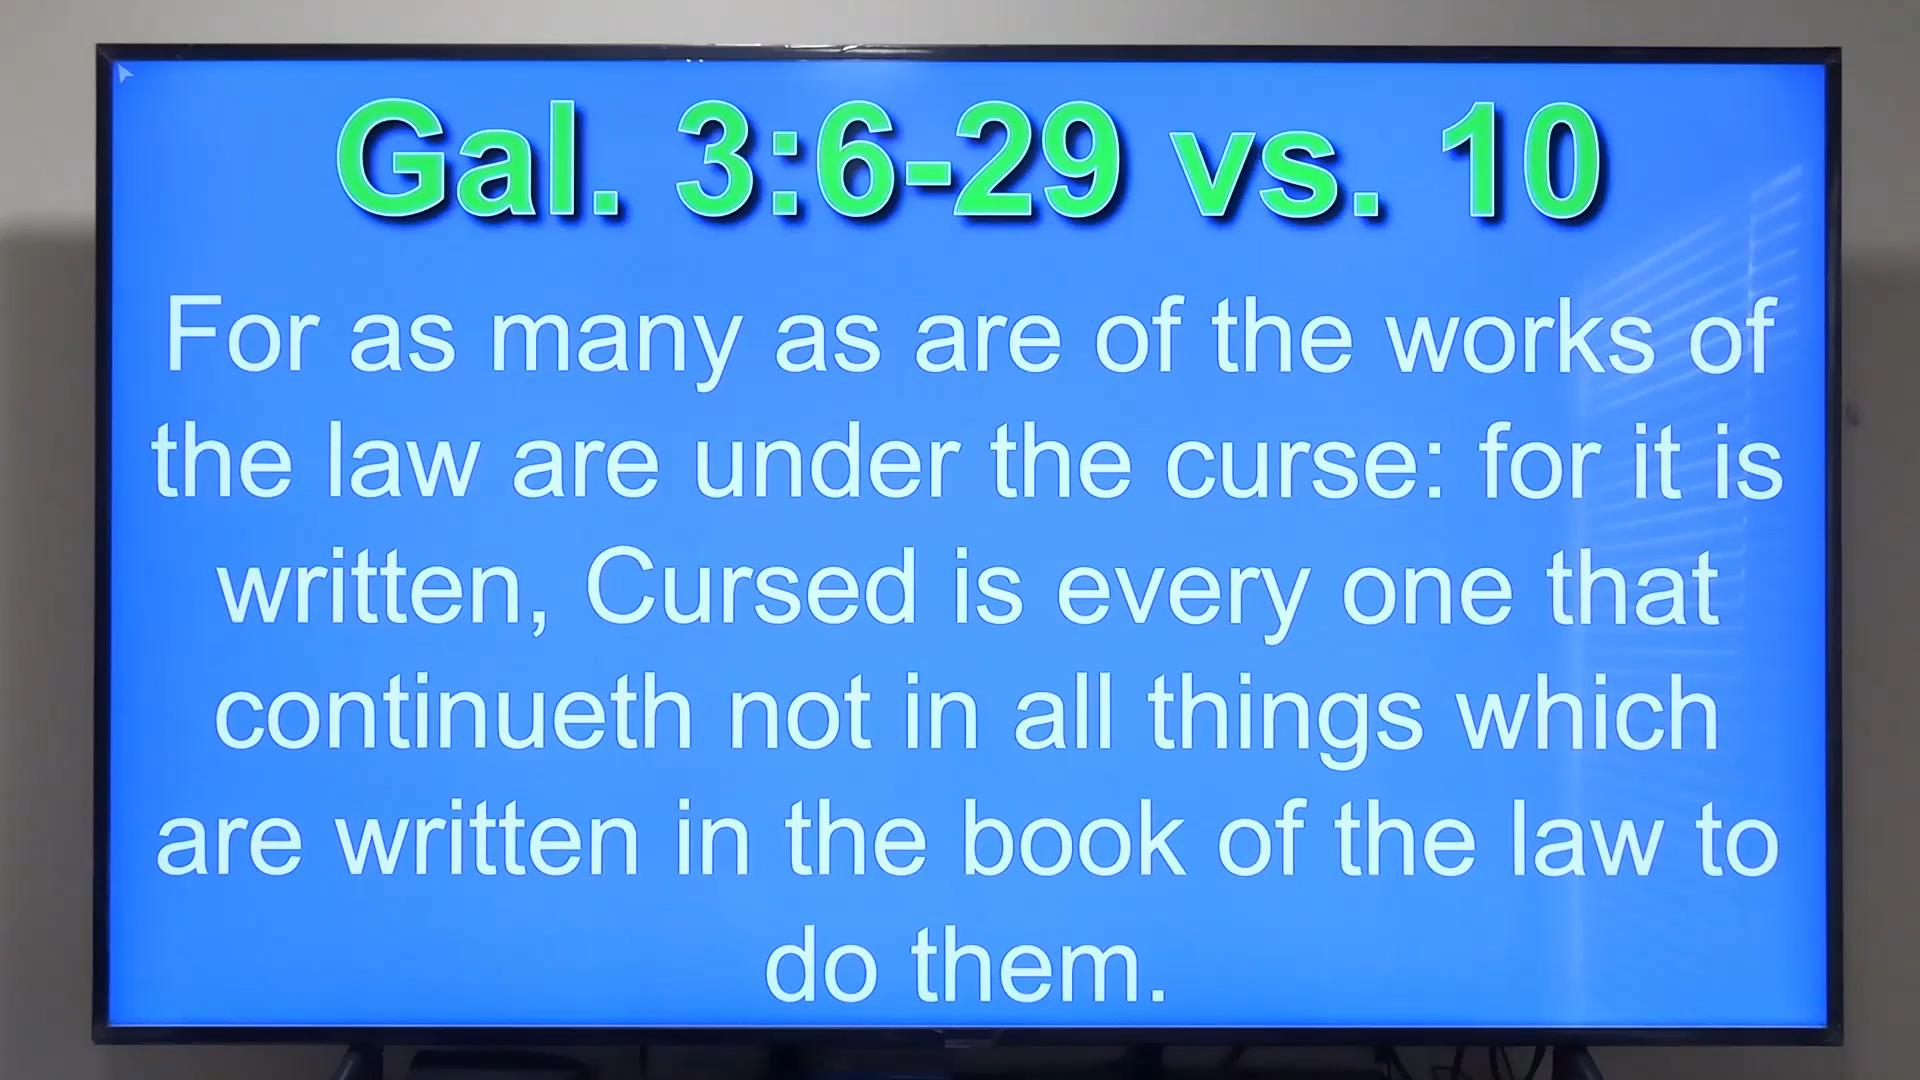 Gal. 3:6-29 vs. 10
For as many as are of the works of
the law are under the curse: for it is
written, Cursed is every one that
continueth not in all things which
are written in the book of the law to
do them.